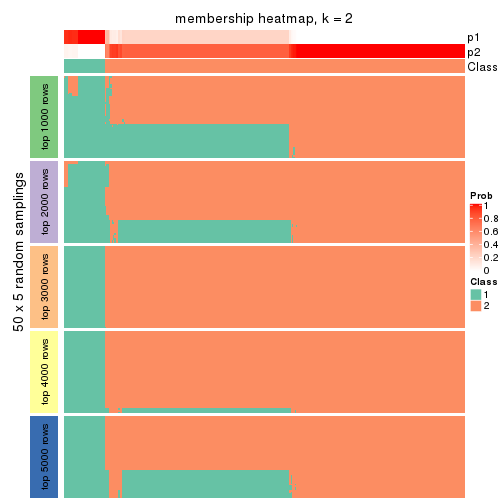 membership heatmap, k = 2
p1
p2
Class
50 x 5 random samplings
top 1000 rows
top 2000 rows
top 3000 rows
top 4000 rows
top 5000 rows
Prob
1
0.8
0.6
0.4
0.2
0
Class
1
2